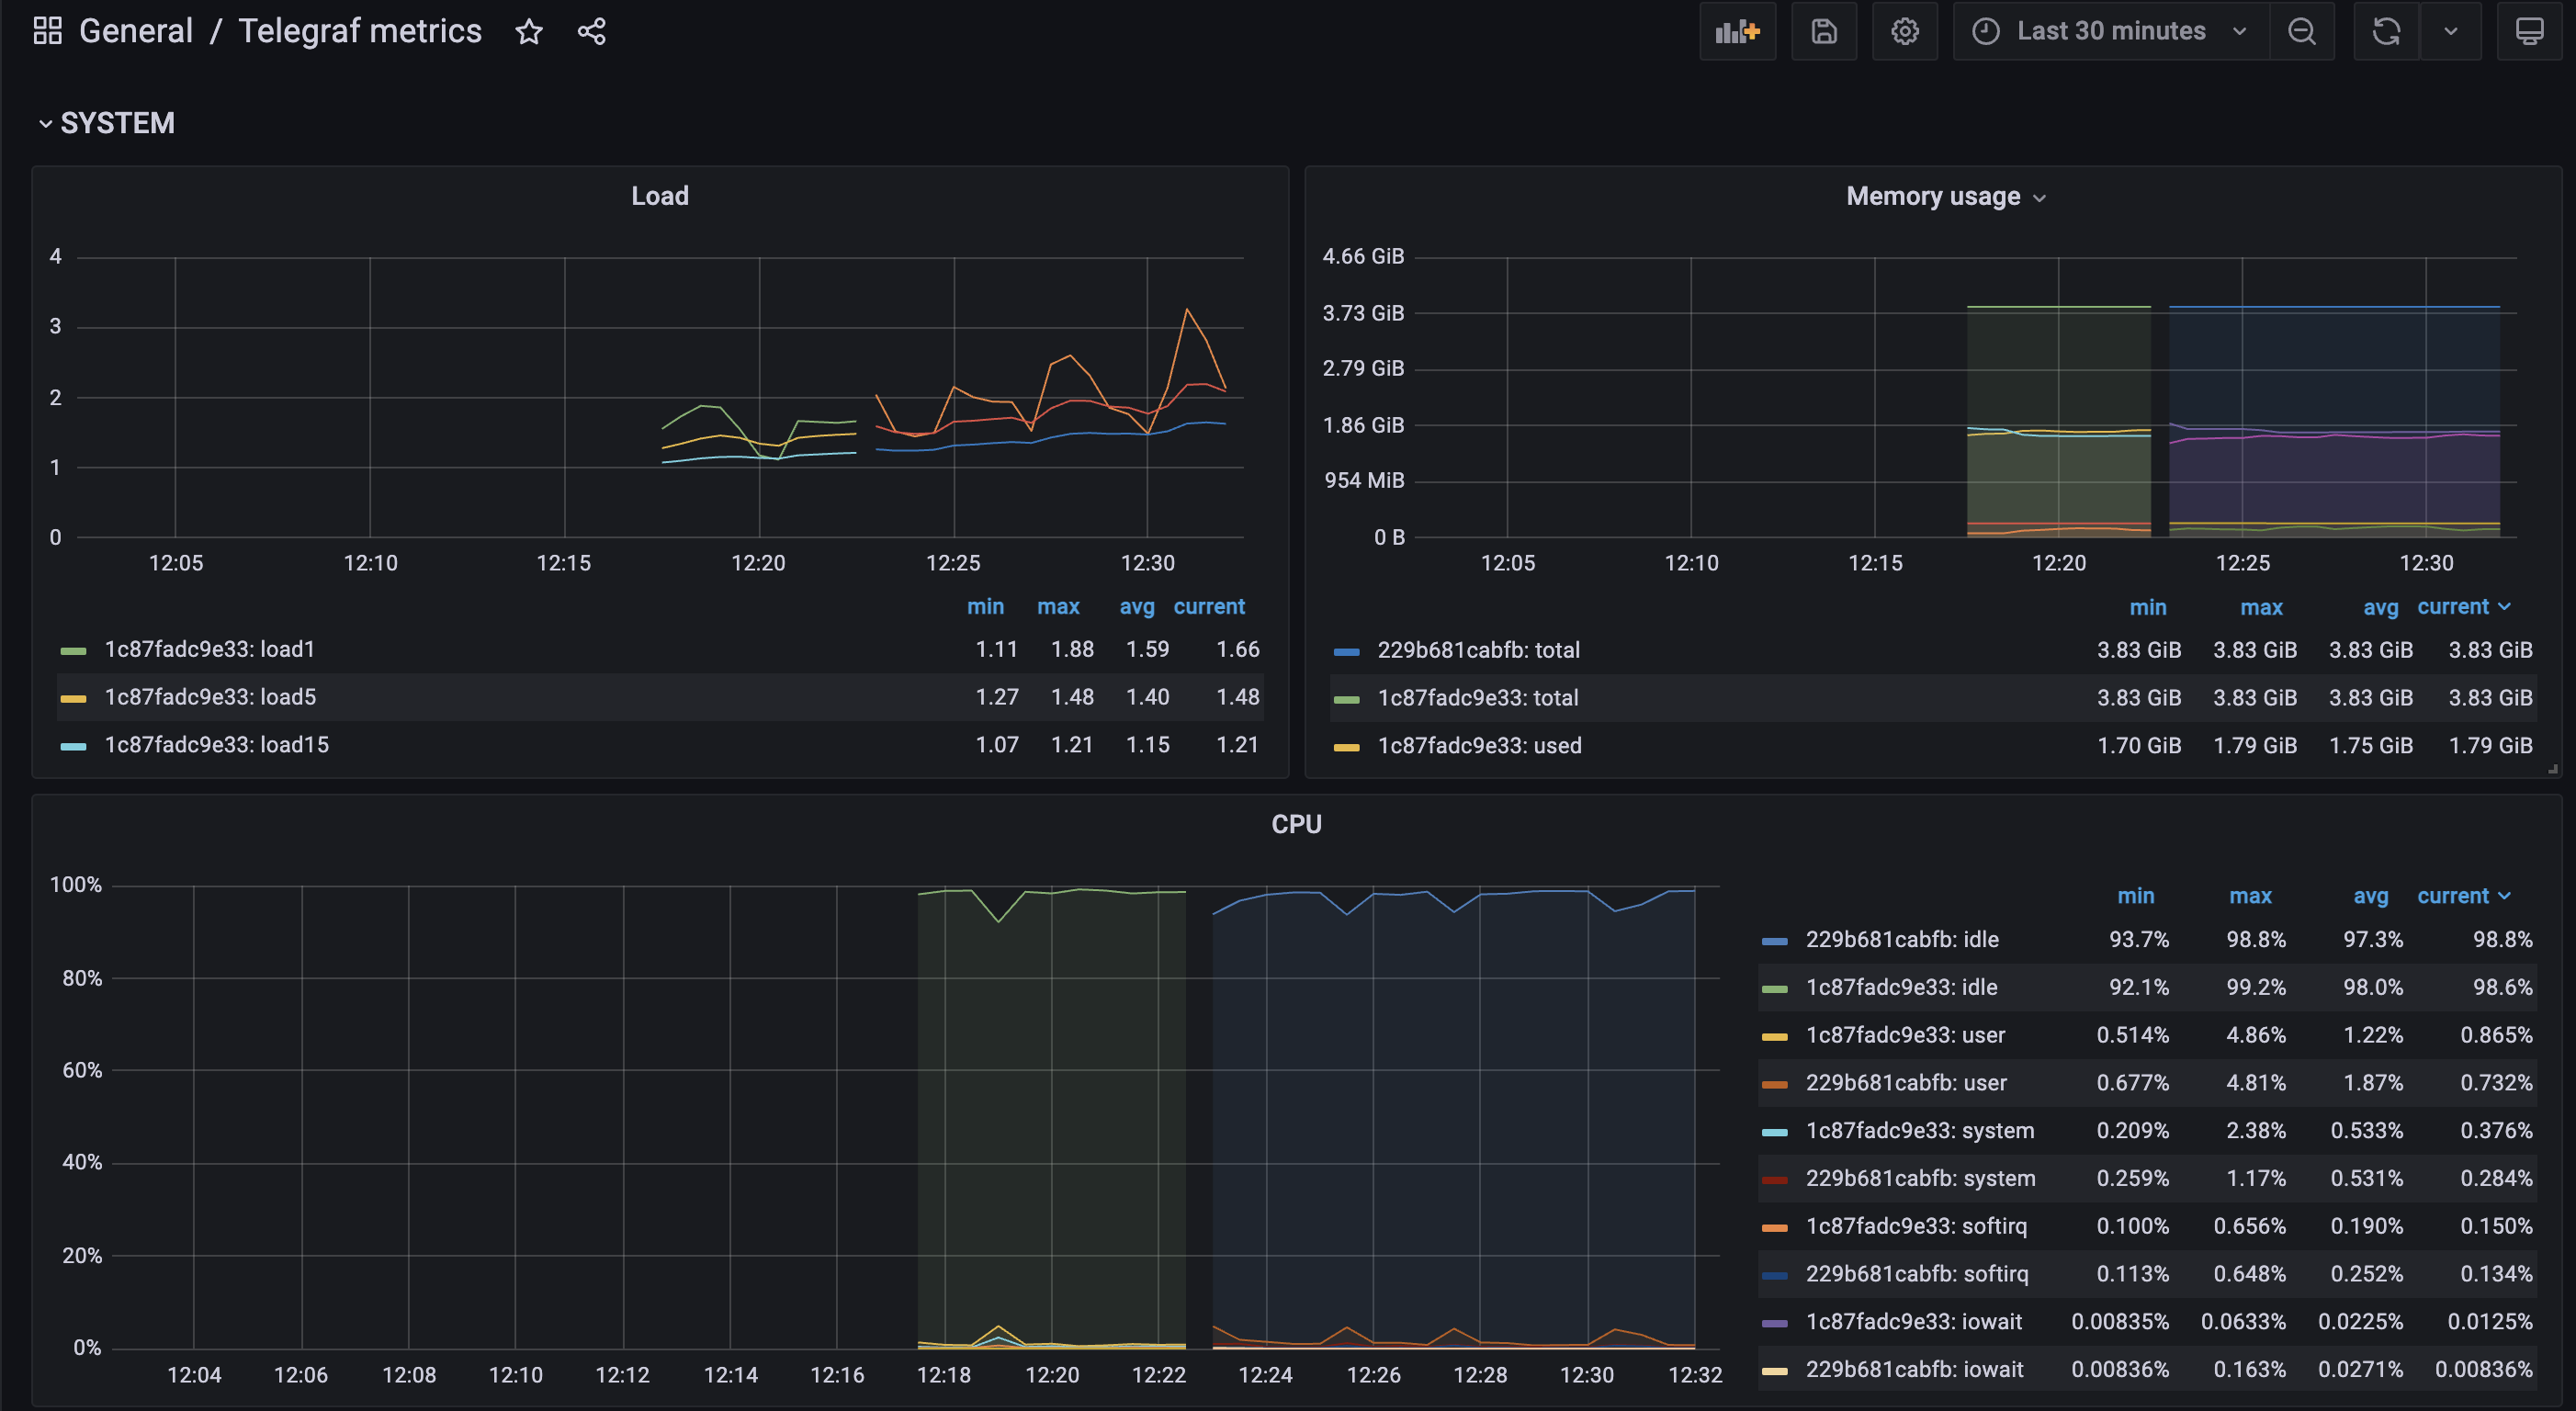 General / Telegraf metrics
Last 30 minutes
SYSTEM
Load
4
3
2
1
0
12:05 12:10 12:15 12:20 12:25 12:30
min max avg current
1c87fadc9e33: load1 1.11 1.88 1.59 1.66
1c87fadc9e33: load5 1.27 1.48 1.40 1.48
1c87fadc9e33: load15 1.07 1.21 1.15 1.21
Memory usage
4.66 GiB
3.73 GiB
2.79 GiB
1.86 GiB
954 MiB
0 B
12:05 12:10 12:15 12:20 12:25 12:30
min max avg current
229b681cabfb: total 3.83 GiB 3.83 GiB 3.83 GiB 3.83 GiB
1c87fadc9e33: total 3.83 GiB 3.83 GiB 3.83 GiB 3.83 GiB
1c87fadc9e33: used 1.70 GiB 1.79 GiB 1.75 GiB 1.79 GiB
CPU
100%
80%
60%
40%
20%
0%
12:04 12:06 12:08 12:10 12:12 12:14 12:16 12:18 12:20 12:22 12:24 12:26 12:28 12:30 12:32
min max avg current
229b681cabfb: idle 93.7% 98.8% 97.3% 98.8%
1c87fadc9e33: idle 92.1% 99.2% 98.0% 98.6%
1c87fadc9e33: user 0.514% 4.86% 1.22% 0.865%
229b681cabfb: user 0.677% 4.81% 1.87% 0.732%
1c87fadc9e33: system 0.209% 2.38% 0.533% 0.376%
229b681cabfb: system 0.259% 1.17% 0.531% 0.284%
1c87fadc9e33: softirq 0.100% 0.656% 0.190% 0.150%
229b681cabfb: softirq 0.113% 0.648% 0.252% 0.134%
1c87fadc9e33: iowait 0.00835% 0.0633% 0.0225% 0.0125%
229b681cabfb: iowait 0.00836% 0.163% 0.0271% 0.00836%